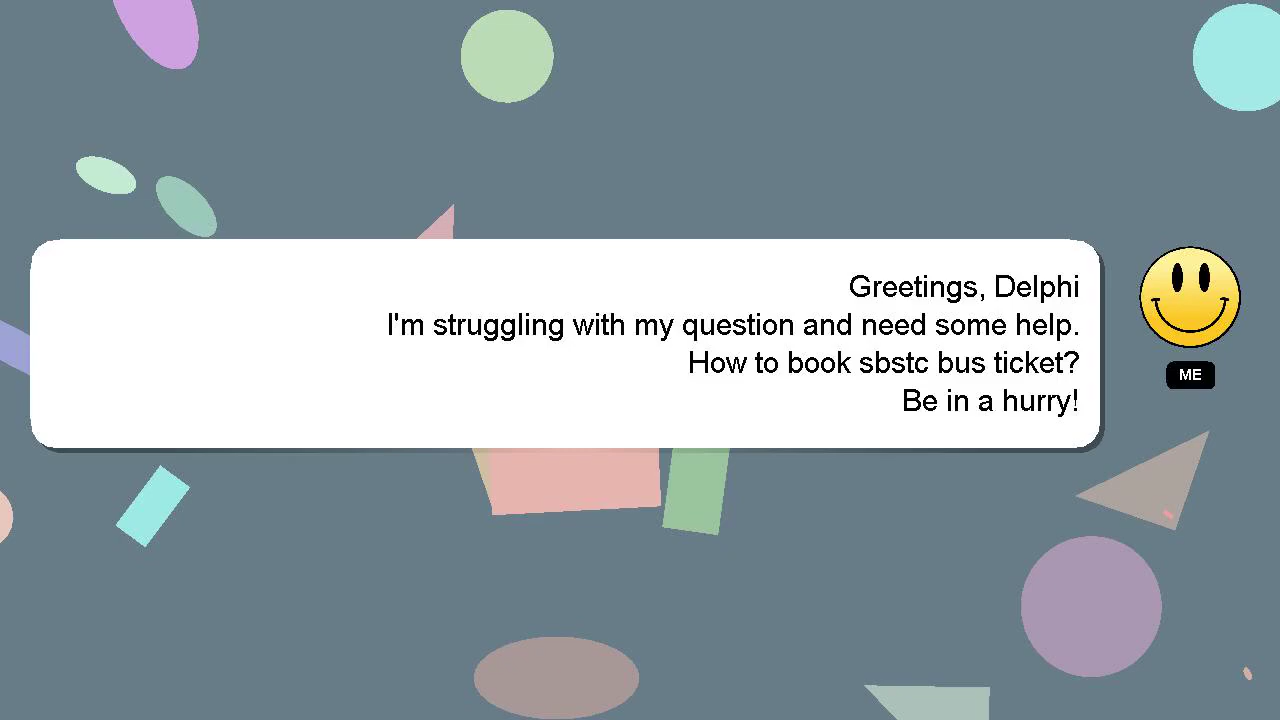 Greetings, Delphi
I'm struggling with my question and need some help.
How to book sbstc bus ticket?
Be in a hurry!
ME